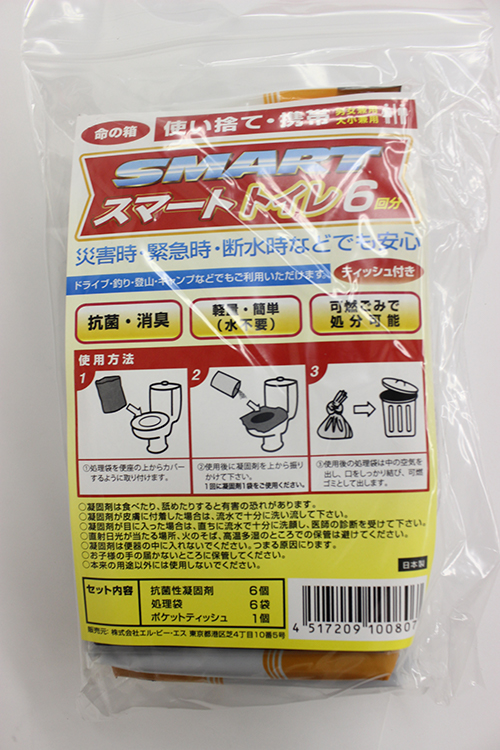 命の箱
使い捨て・携帯
男女兼用
大小兼用
SMART
スマートトイレ6回分
災害時・緊急時・断水時などでも安心
ドライブ・釣り・登山・キャンプなどでもご利用いただけます。
ティッシュ付き
抗菌・消臭
軽量・簡単
(水不要)
可燃ごみで
処分可能
使用方法
1
2
3
①処理袋を便座の上からカバー
するように取り付けます。
②使用後に凝固剤を上から振り
かけて下さい。
1回に凝固剤1袋をご使用ください。
③使用後の処理袋は中の空気を
出し、口をしっかり結び、可燃
ゴミとして出します。
○凝固剤は食べたり、舐めたりすると有害の恐れがあります。
○凝固剤が皮膚に付着した場合は、流水で十分に洗い流して下さい。
○凝固剤が目に入った場合は、直ちに流水で十分に洗顔し、医師の診断を受けて下さい。
○直射日光が当たる場所、火のそば、高温多湿のところでの保管は避けてください。
○凝固剤は便器の中に入れないでください。つまる原因になります。
○お子様の手の届かないところに保管してください。
○本来の用途以外には使用しないでください。
日本製
セット内容
抗菌性凝固剤 6個
処理袋 6袋
ポケットティッシュ 1個
販売元: 株式会社エル・ピー・エス 東京都港区芝4丁目10番5号
4 517209 100807